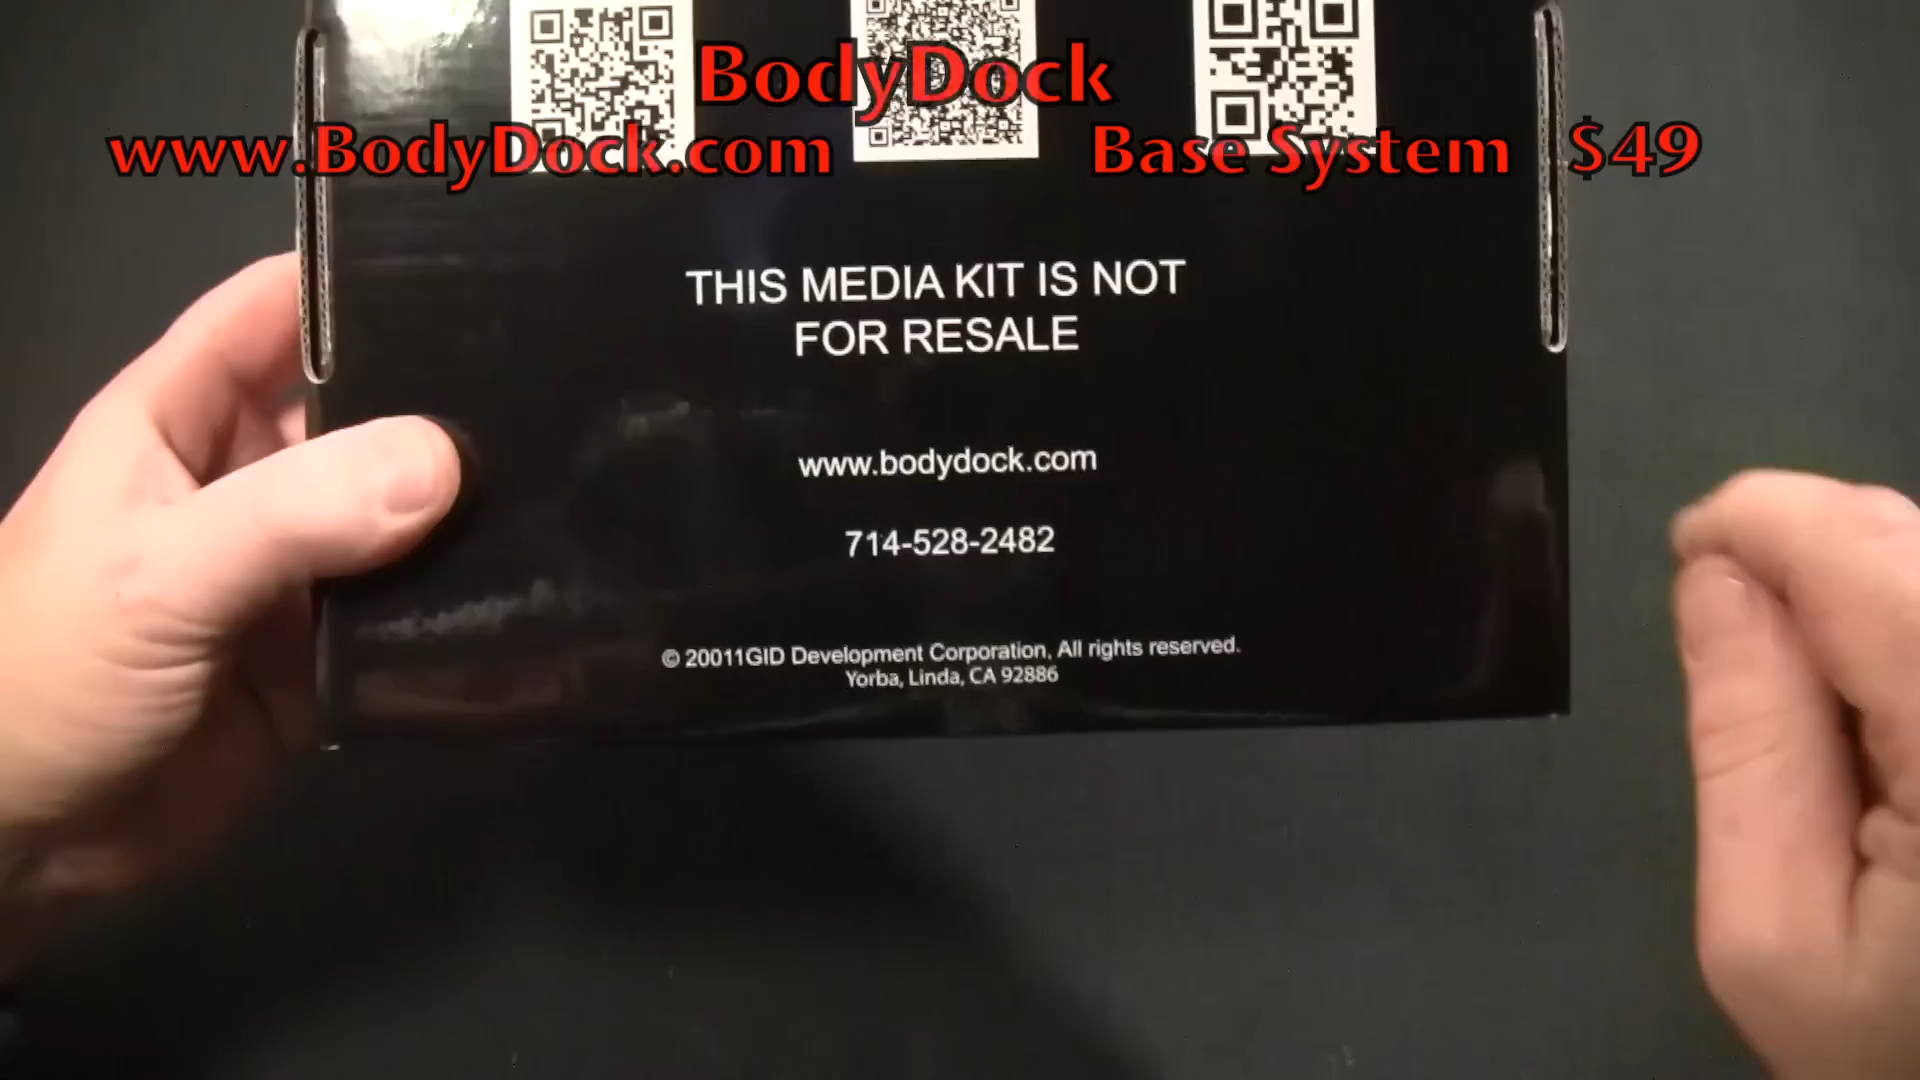 BodyDock
www.BodyDock.com Base System $49
THIS MEDIA KIT IS NOT
FOR RESALE
www.bodydock.com
714-528-2482
© 20011GID Development Corporation, All rights reserved.
Yorba, Linda, CA 92886